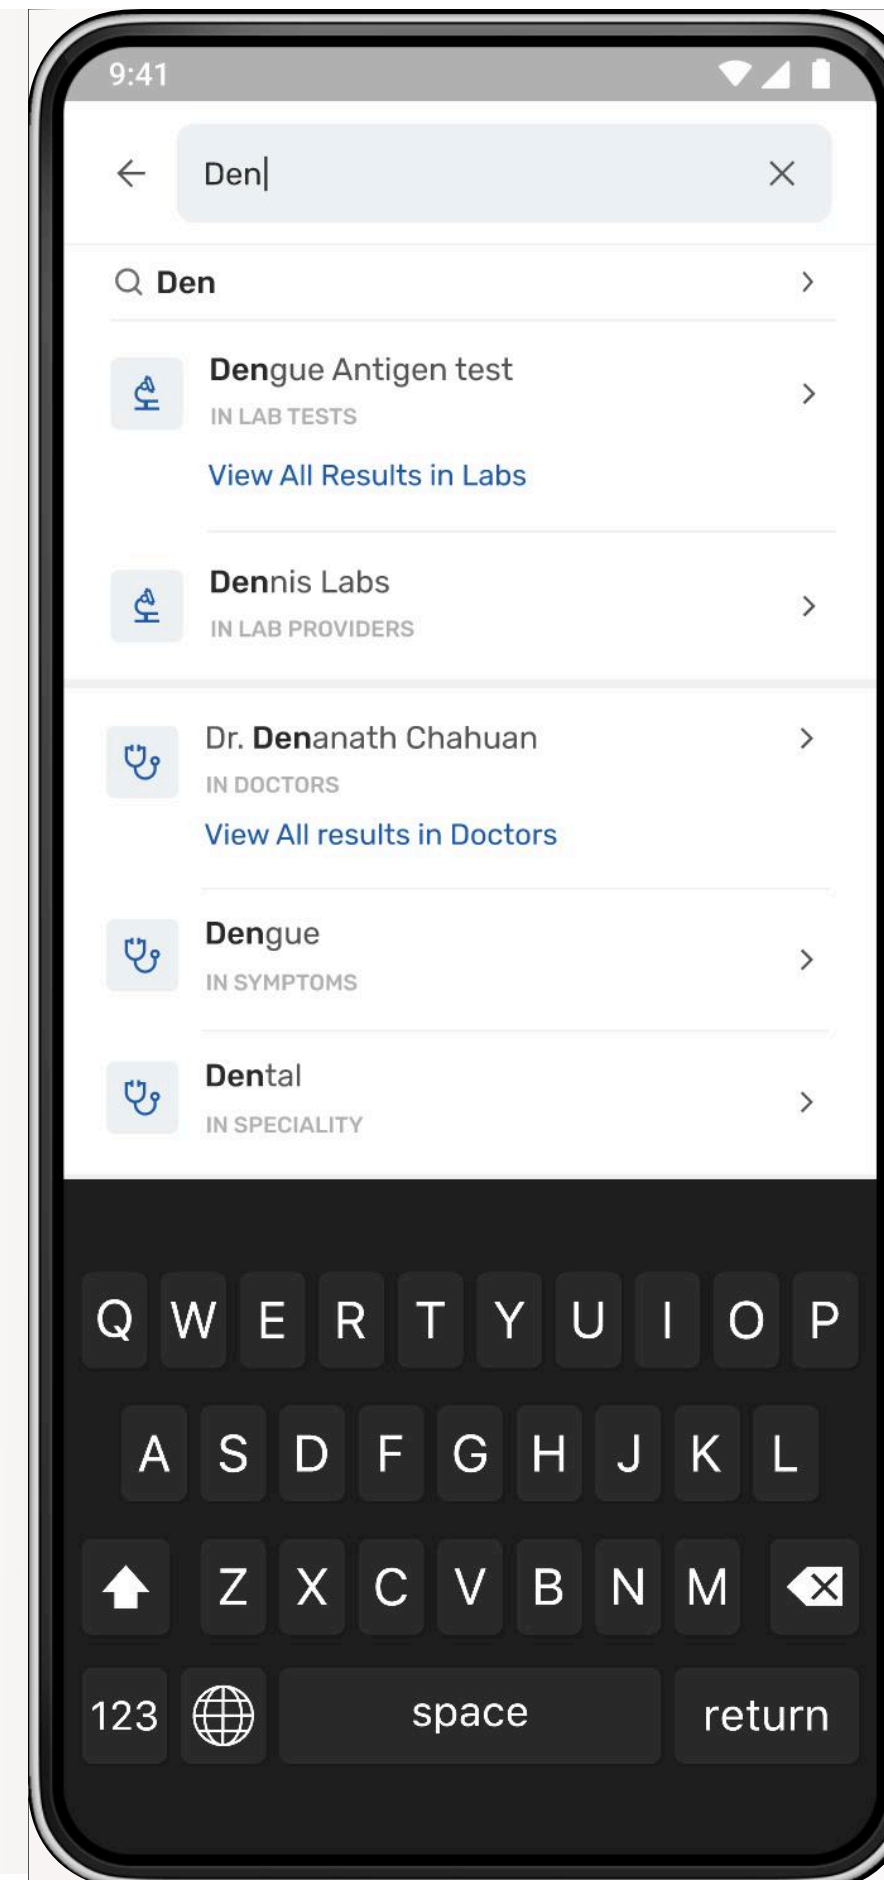 9:41
Den
Den
Dengue Antigen test
IN LAB TESTS
View All Results in Labs
Dennis Labs
IN LAB PROVIDERS
Dr. Denanath Chahuan
IN DOCTORS
View All results in Doctors
Dengue
IN SYMPTOMS
Dental
IN SPECIALITY
Q W E R T Y U I O P
A S D F G H J K L
Z X C V B N M
123 space return